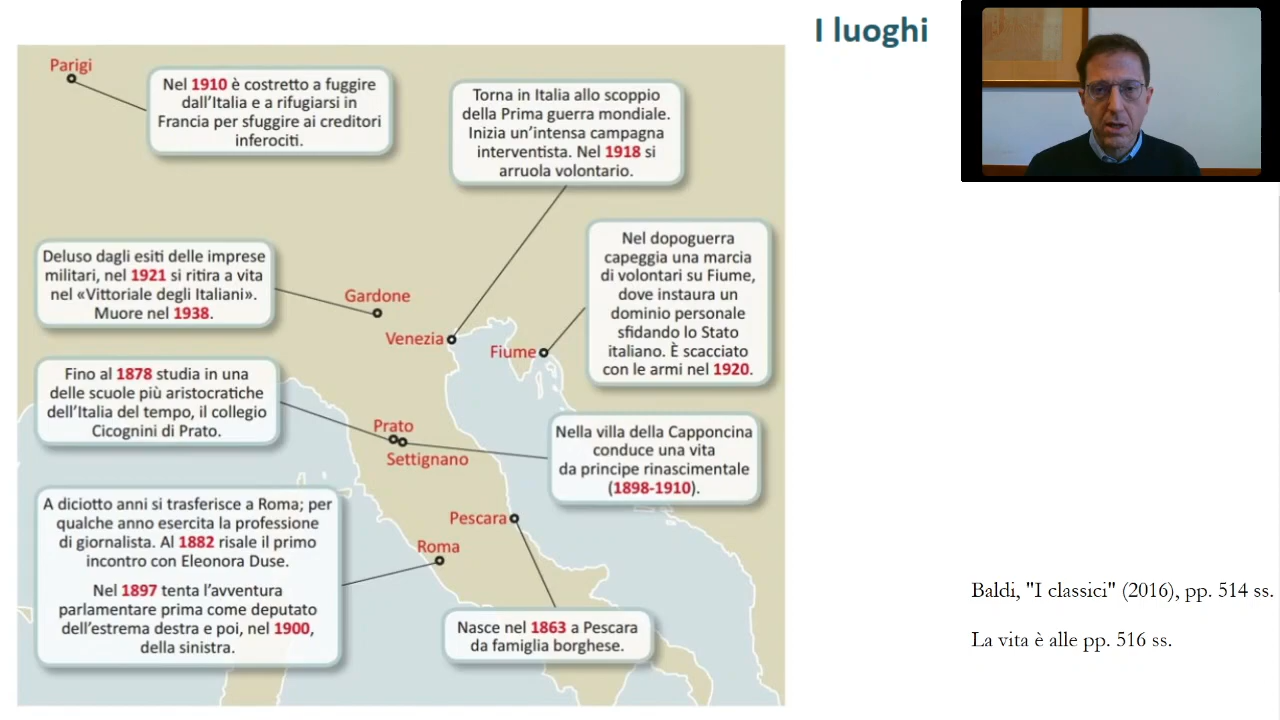 I luoghi
Parigi
Nel 1910 è costretto a fuggire
dall'Italia e a rifugiarsi in
Francia per sfuggire ai creditori
inferociti.
Torna in Italia allo scoppio
della Prima guerra mondiale.
Inizia un'intensa campagna
interventista. Nel 1918 si
arruola volontario.
Nel dopoguerra
capeggia una marcia
di volontari su Fiume,
dove instaura un
dominio personale
sfidando lo Stato
italiano. È scacciato
con le armi nel 1920.
Deluso dagli esiti delle imprese
militari, nel 1921 si ritira a vita
nel «Vittoriale degli Italiani».
Muore nel 1938.
Gardone
Venezia
Fiume
Fino al 1878 studia in una
delle scuole più aristocratiche
dell'Italia del tempo, il collegio
Cicognini di Prato.
Prato
Settignano
Nella villa della Capponcina
conduce una vita
da principe rinascimentale
(1898-1910).
A diciotto anni si trasferisce a Roma; per
qualche anno esercita la professione
di giornalista. Al 1882 risale il primo
incontro con Eleonora Duse.
Nel 1897 tenta l'avventura
parlamentare prima come deputato
dell'estrema destra e poi, nel 1900,
della sinistra.
Pescara
Roma
Nasce nel 1863 a Pescara
da famiglia borghese.
Baldi, "I classici" (2016), pp. 514 ss.
La vita è alle pp. 516 ss.